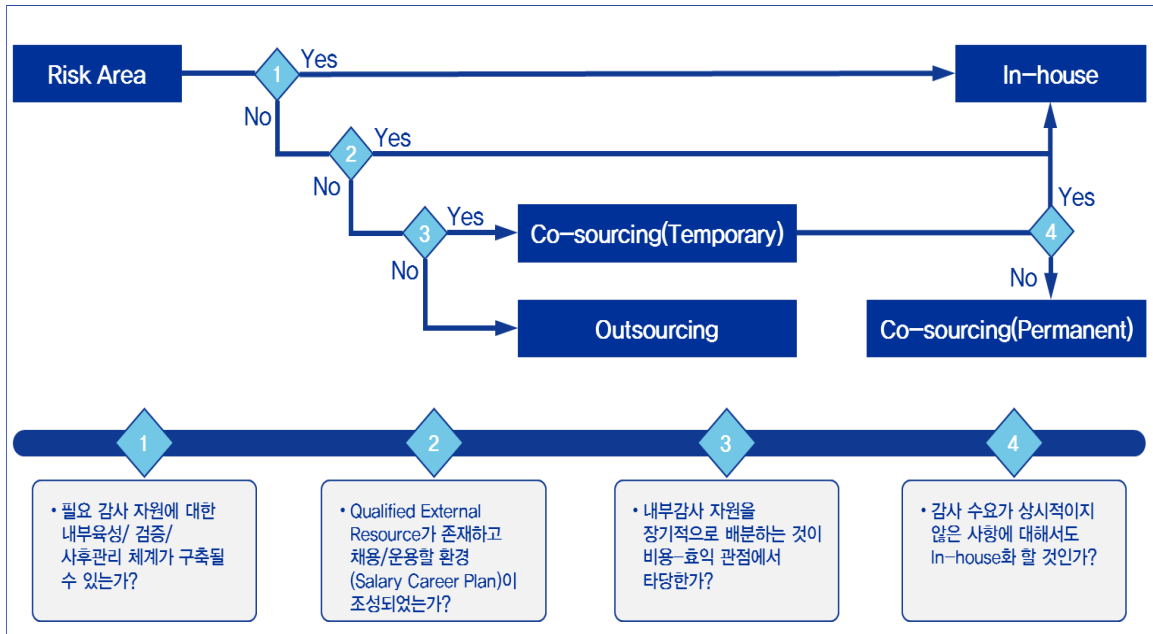 Risk Area
1
Yes
In-house
No
2
Yes
No
3
Yes
Co-sourcing(Temporary)
4
Yes
No
No
Outsourcing
Co-sourcing(Permanent)
1
2
3
4
• 필요 감사 자원에 대한
내부육성/ 검증/
사후관리 체계가 구축될
수 있는가?
• Qualified External
Resource가 존재하고
채용/운용할 환경
(Salary Career Plan)이
조성되었는가?
• 내부감사 자원을
장기적으로 배분하는 것이
비용-효익 관점에서
타당한가?
• 감사 수요가 상시적이지
않은 사항에 대해서도
In-house화 할 것인가?